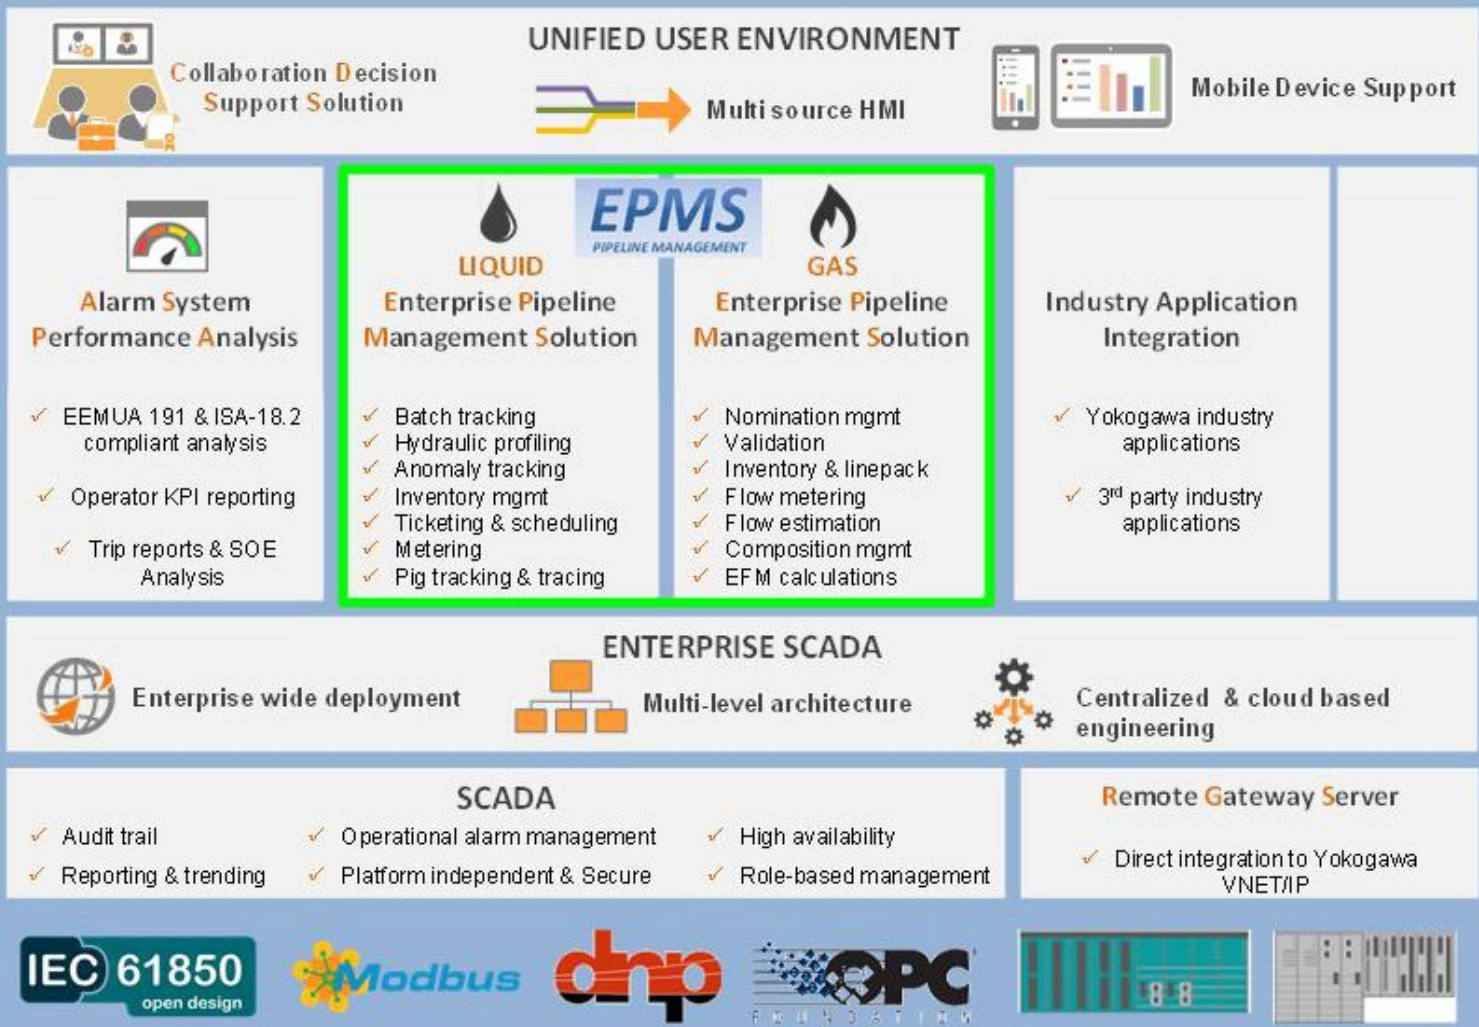 UNIFIED USER ENVIRONMENT
Collaboration Decision
Support Solution
Multi source HMI
Mobile Device Support
Alarm System
Performance Analysis
EEMUA 191 & ISA-18.2
compliant analysis
Operator KPI reporting
Trip reports & SOE
Analysis
EPMS
PIPELINE MANAGEMENT
LIQUID
Enterprise Pipeline
Management Solution
Batch tracking
Hydraulic profiling
Anomaly tracking
Inventory mgmt
Ticketing & scheduling
Metering
Pig tracking & tracing
GAS
Enterprise Pipeline
Management Solution
Nomination mgmt
Validation
Inventory & linepack
Flow metering
Flow estimation
Composition mgmt
EFM calculations
Industry Application
Integration
Yokogawa industry
applications
3rd party industry
applications
ENTERPRISE SCADA
Enterprise wide deployment
Multi-level architecture
Centralized & cloud based
engineering
SCADA
Audit trail
Operational alarm management
High availability
Reporting & trending
Platform independent & Secure
Role-based management
Remote Gateway Server
Direct integration to Yokogawa
VNET/IP
IEC 61850
open design
Modbus
dnp
OPC
FOUNDATION